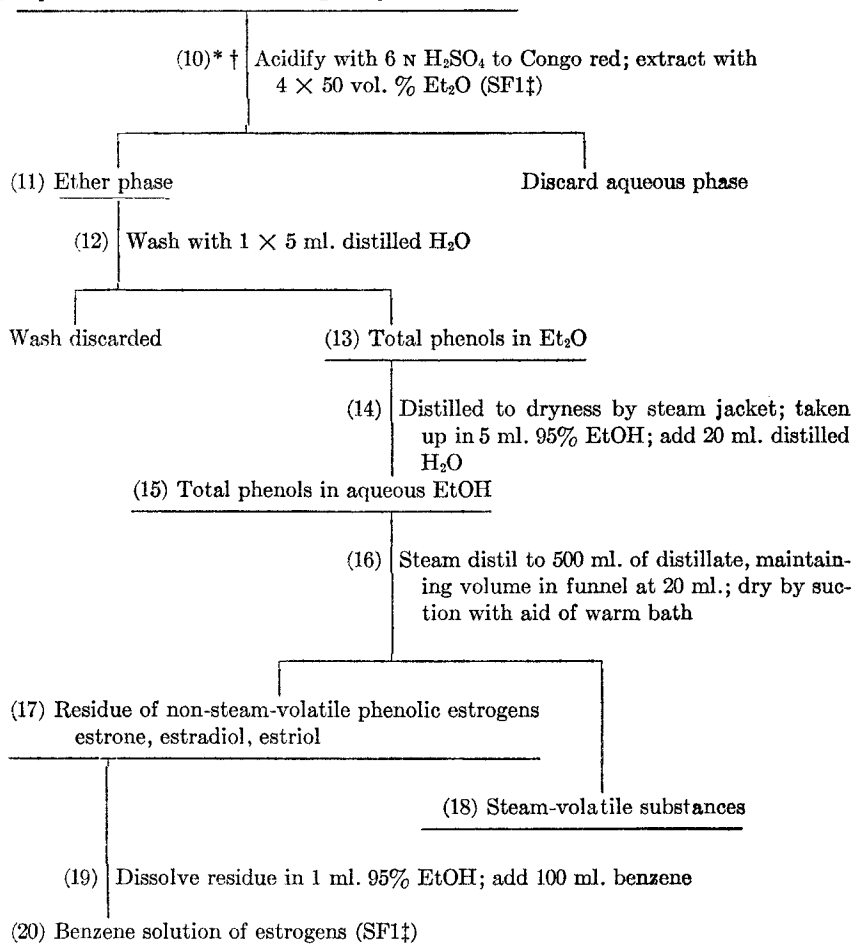 (10)* † Acidify with 6 N H₂SO₄ to Congo red; extract with
4 × 50 vol. % Et₂O (SF1‡)
(11) Ether phase
Discard aqueous phase
(12) Wash with 1 × 5 ml. distilled H₂O
Wash discarded
(13) Total phenols in Et₂O
(14) Distilled to dryness by steam jacket; taken
up in 5 ml. 95% EtOH; add 20 ml. distilled
H₂O
(15) Total phenols in aqueous EtOH
(16) Steam distil to 500 ml. of distillate, maintain-
ing volume in funnel at 20 ml.; dry by suc-
tion with aid of warm bath
(17) Residue of non-steam-volatile phenolic estrogens
estrone, estradiol, estriol
(18) Steam-volatile substances
(19) Dissolve residue in 1 ml. 95% EtOH; add 100 ml. benzene
(20) Benzene solution of estrogens (SF1‡)